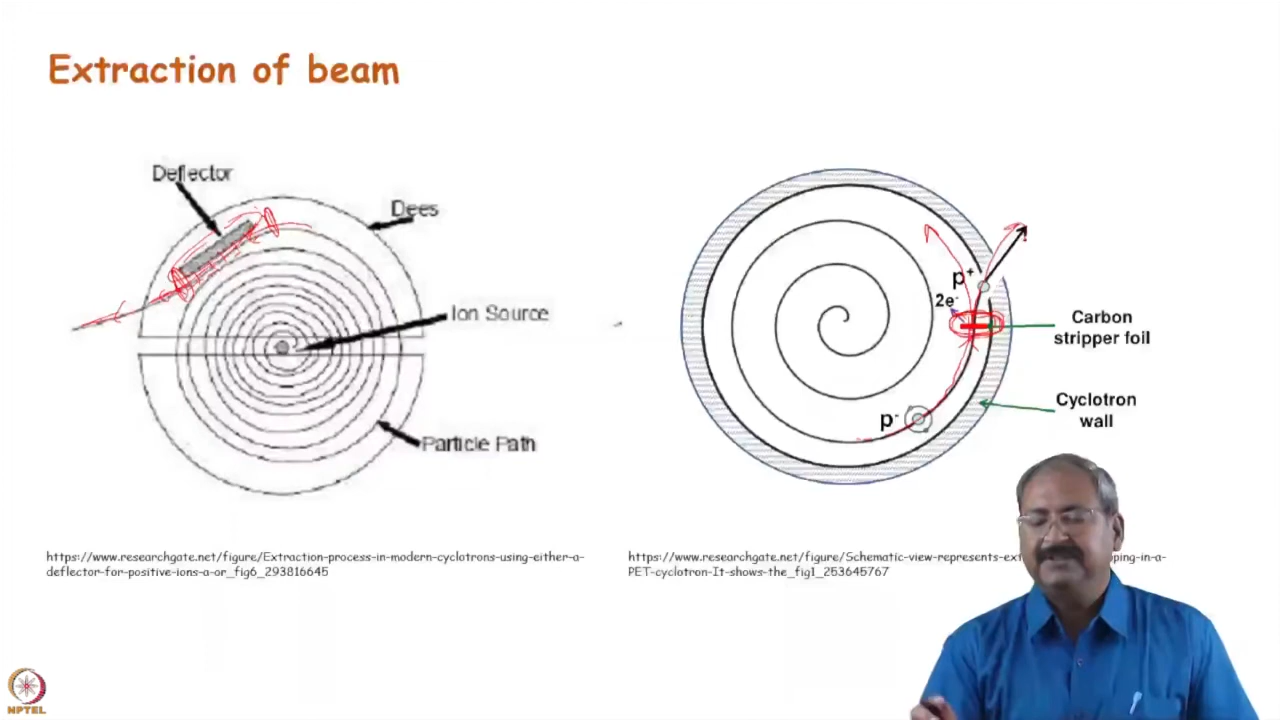 Extraction of beam
Deflector
Dees
Ion Source
Particle Path
p+
2e-
Carbon
stripper foil
Cyclotron
wall
p-
https://www.researchgate.net/figure/Extraction-process-in-modern-cyclotrons-using-either-a-
deflector-for-positive-ions-a-or_fig6_293816645
https://www.researchgate.net/figure/Schematic-view-represents-ext
PET-cyclotron-It-shows-the_fig1_253645767
NPTEL